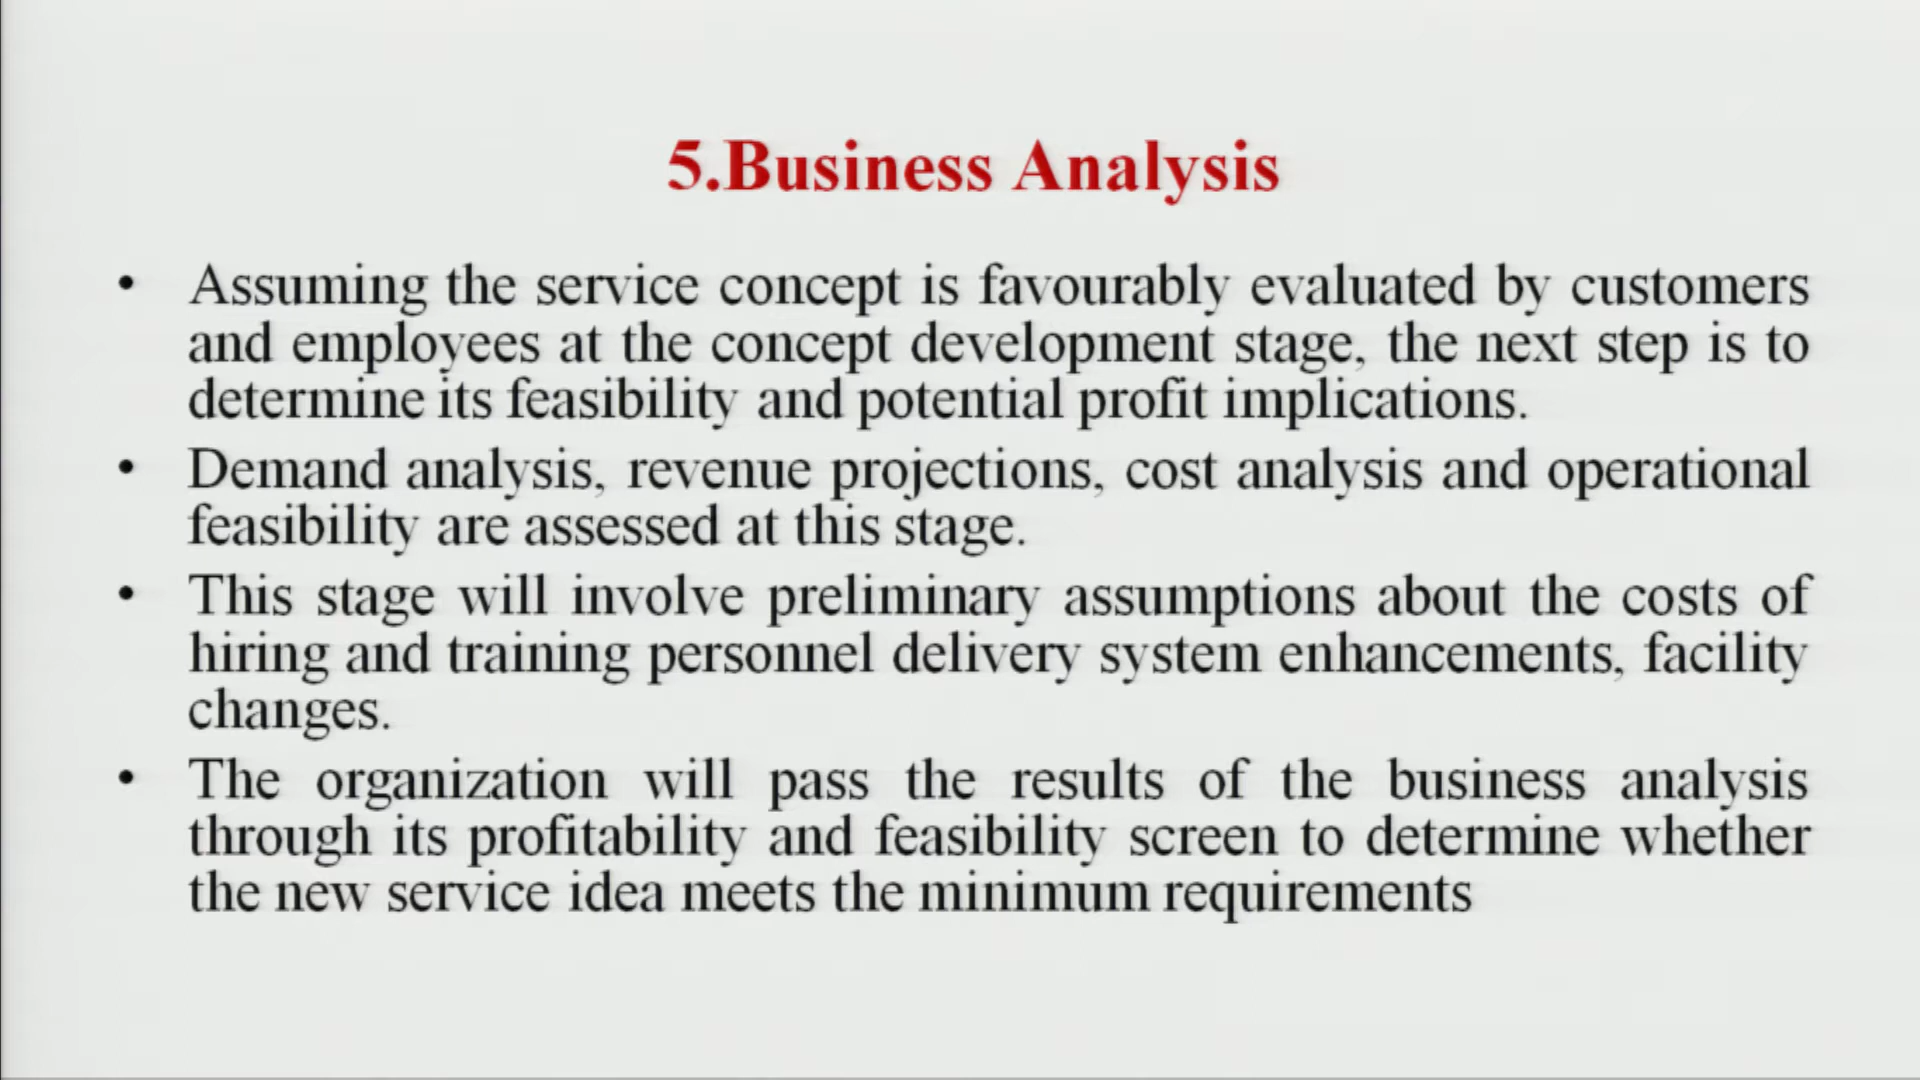 5.Business Analysis
• Assuming the service concept is favourably evaluated by customers
and employees at the concept development stage, the next step is to
determine its feasibility and potential profit implications.
• Demand analysis, revenue projections, cost analysis and operational
feasibility are assessed at this stage.
• This stage will involve preliminary assumptions about the costs of
hiring and training personnel delivery system enhancements, facility
changes.
• The organization will pass the results of the business analysis
through its profitability and feasibility screen to determine whether
the new service idea meets the minimum requirements